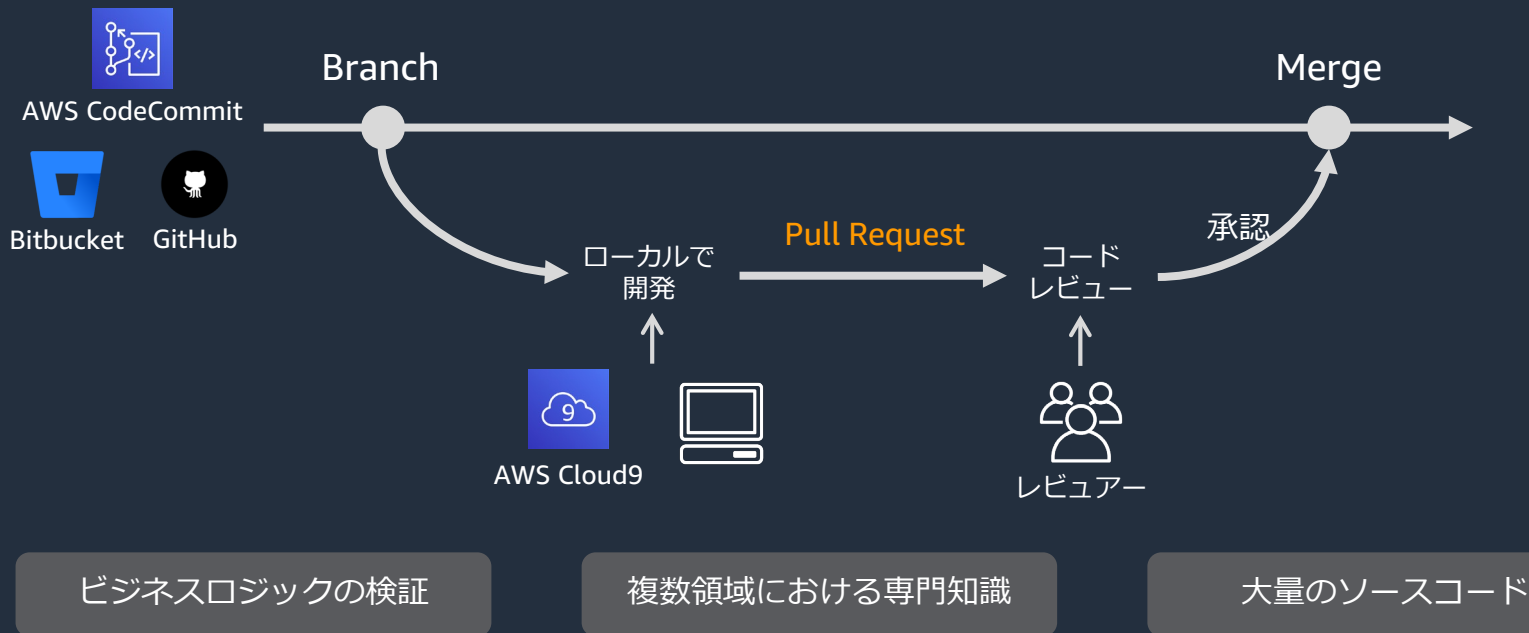 AWS CodeCommit
Bitbucket
GitHub
Branch
Merge
ローカルで
開発
Pull Request
コード
レビュー
承認
9
AWS Cloud9
レビュアー
ビジネスロジックの検証
複数領域における専門知識
大量のソースコード